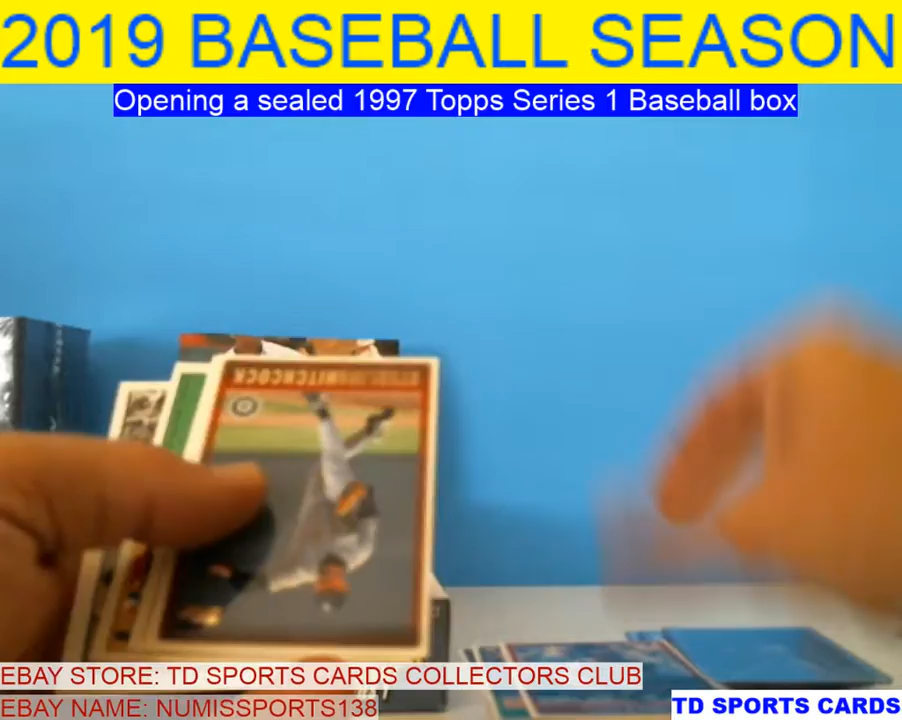 2019 BASEBALL SEASON
Opening a sealed 1997 Topps Series 1 Baseball box
HITCHCOCK
EBAY STORE: TD SPORTS CARDS COLLECTORS CLUB
EBAY NAME: NUMISSPORTS138
TD SPORTS CARDS